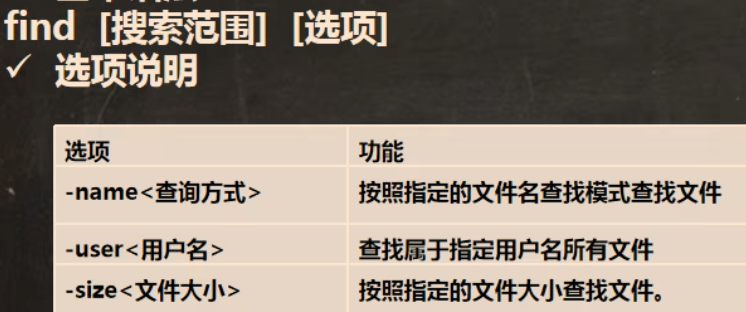 find [搜索范围] [选项]
✓ 选项说明
选项 功能
-name<查询方式> 按照指定的文件名查找模式查找文件
-user<用户名> 查找属于指定用户名所有文件
-size<文件大小> 按照指定的文件大小查找文件。